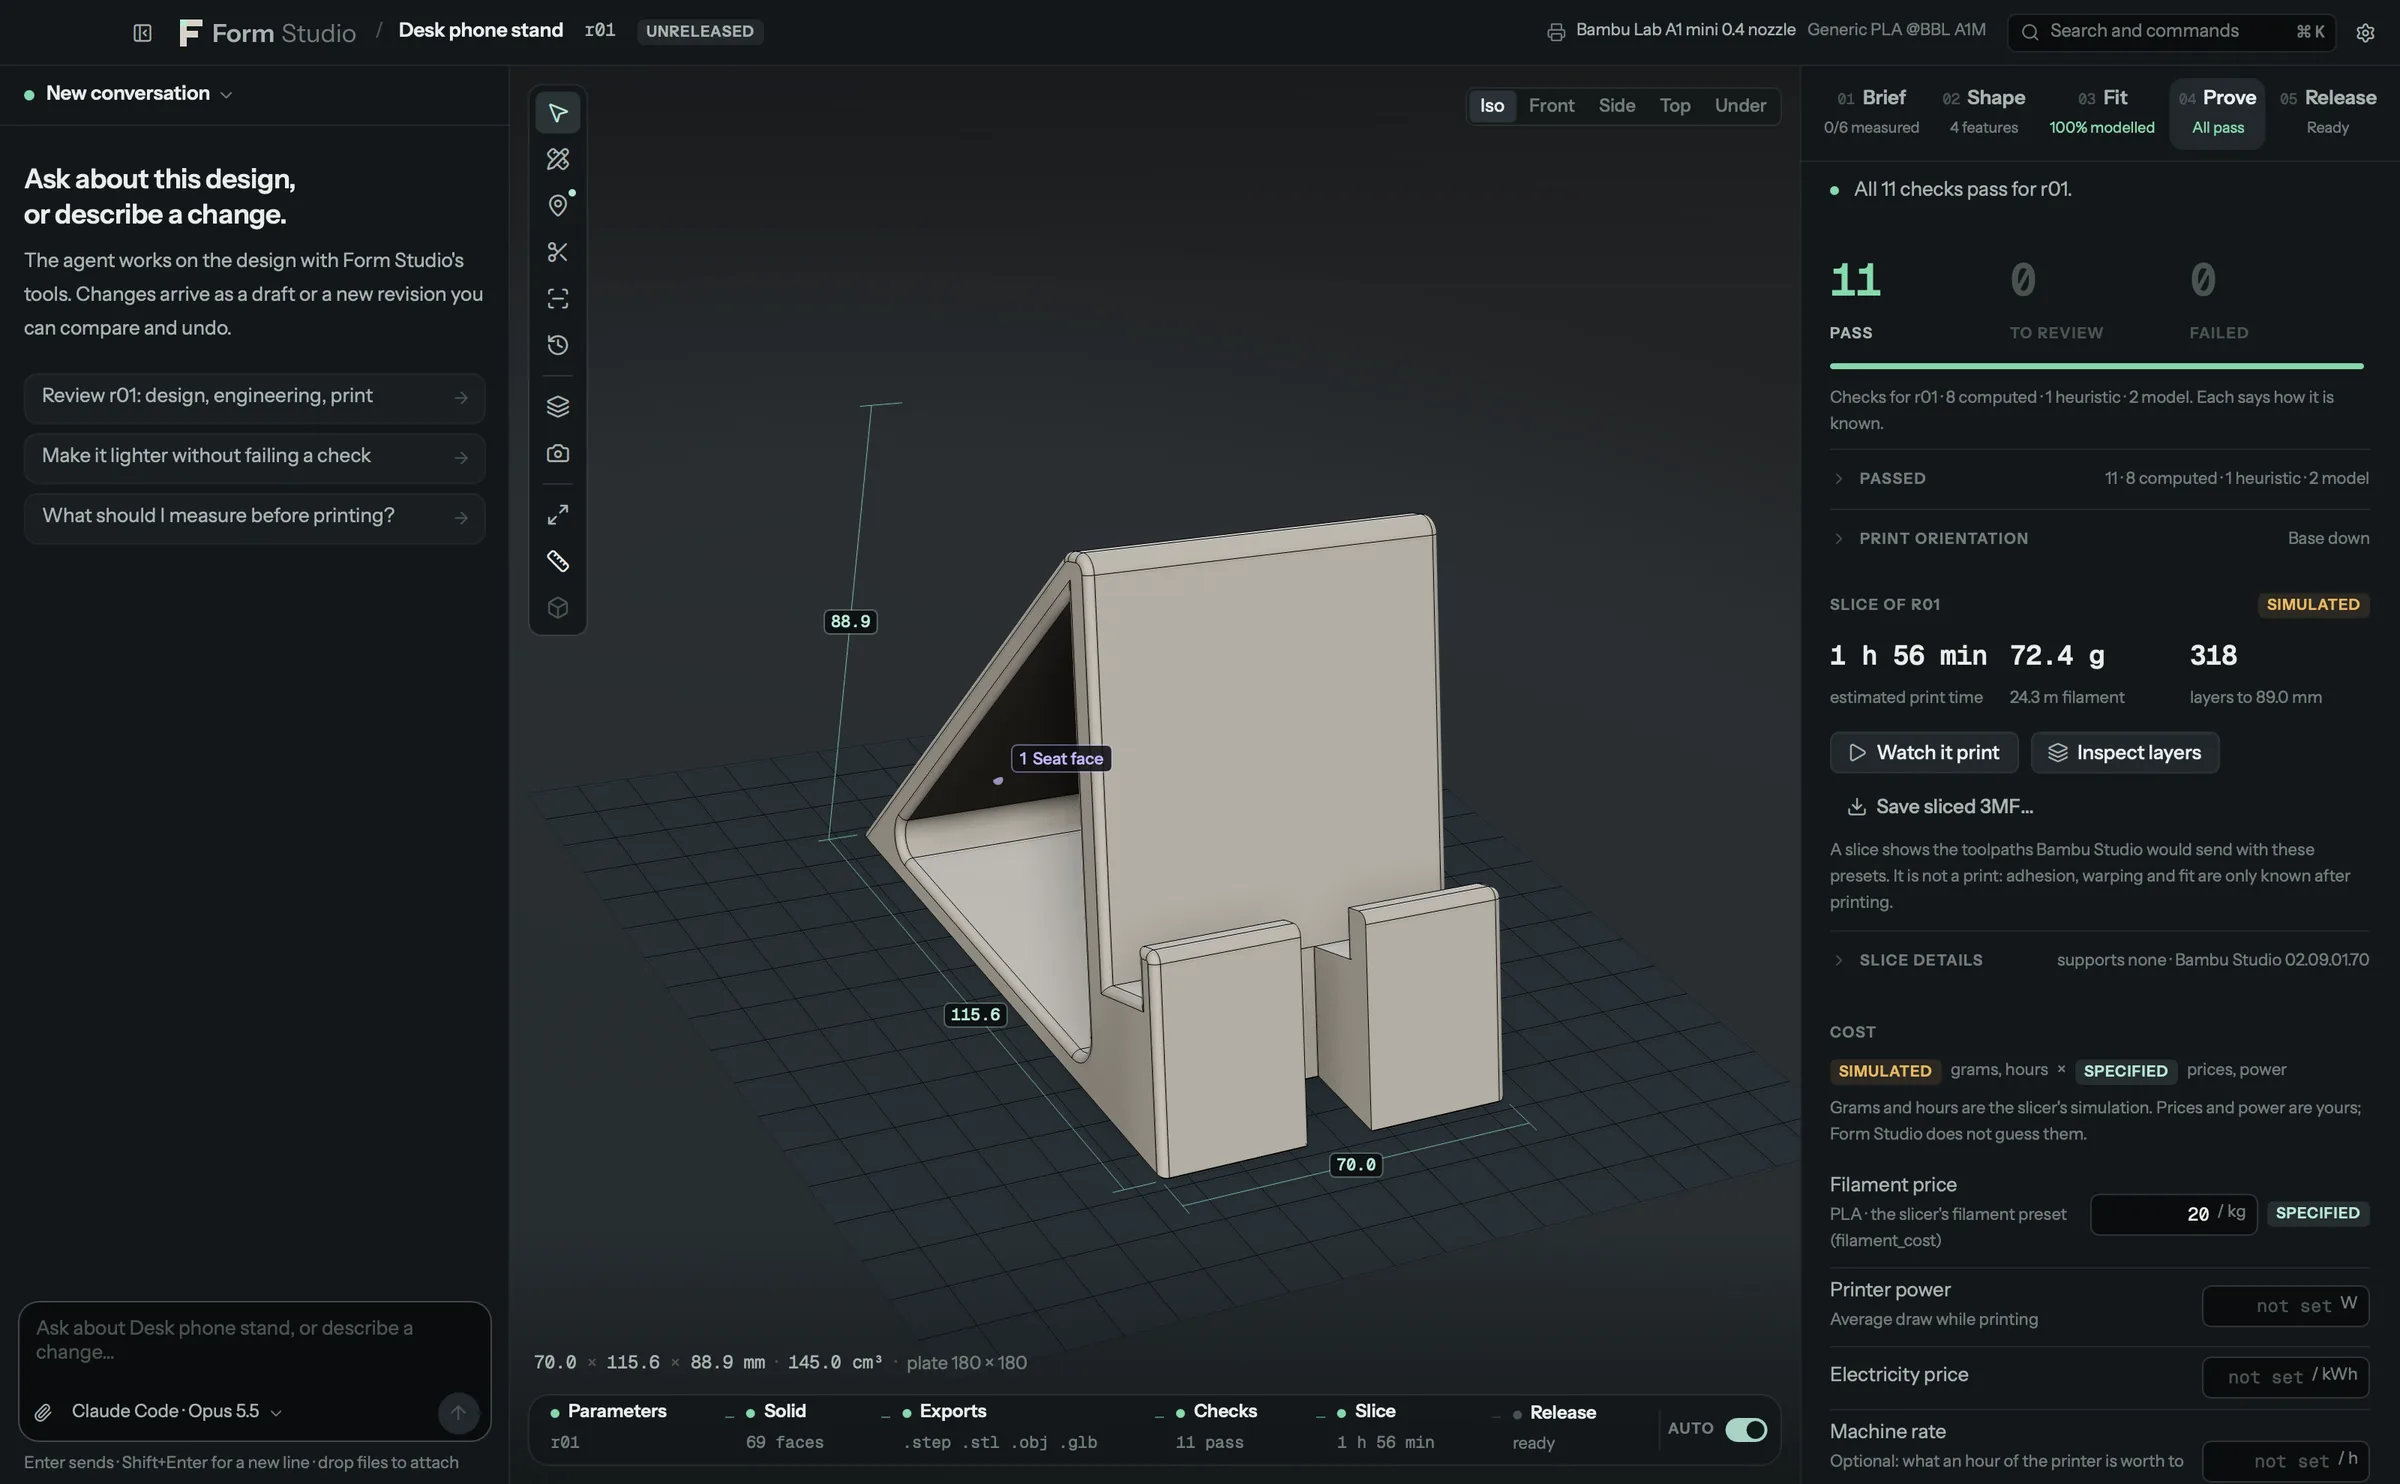 Form Studio / Desk phone stand r01 UNRELEASED
Bambu Lab A1 mini 0.4 nozzle Generic PLA @BBL A1M
Search and commands ⌘K
New conversation
Ask about this design,
or describe a change.
The agent works on the design with Form Studio's
tools. Changes arrive as a draft or a new revision you
can compare and undo.
Review r01: design, engineering, print →
Make it lighter without failing a check →
What should I measure before printing? →
Ask about Desk phone stand, or describe a
change...
Claude Code · Opus 5.5
Enter sends · Shift+Enter for a new line · drop files to attach
Iso Front Side Top Under
88.9
1 Seat face
115.6
70.0
70.0 × 115.6 × 88.9 mm · 145.0 cm³ · plate 180 × 180
Parameters
r01
Solid
69 faces
Exports
.step .stl .obj .glb
Checks
11 pass
Slice
1 h 56 min
Release
ready
AUTO
01 Brief
0/6 measured
02 Shape
4 features
03 Fit
100% modelled
04 Prove
All pass
05 Release
Ready
All 11 checks pass for r01.
11 0 0
PASS TO REVIEW FAILED
Checks for r01 · 8 computed · 1 heuristic · 2 model. Each says how it is
known.
PASSED 11 · 8 computed · 1 heuristic · 2 model
PRINT ORIENTATION Base down
SLICE OF R01 SIMULATED
1 h 56 min 72.4 g 318
estimated print time 24.3 m filament layers to 89.0 mm
Watch it print Inspect layers
Save sliced 3MF...
A slice shows the toolpaths Bambu Studio would send with these
presets. It is not a print: adhesion, warping and fit are only known after
printing.
SLICE DETAILS supports none · Bambu Studio 02.09.01.70
COST
SIMULATED grams, hours × SPECIFIED prices, power
Grams and hours are the slicer's simulation. Prices and power are yours;
Form Studio does not guess them.
Filament price
PLA · the slicer's filament preset
(filament_cost)
20 / kg SPECIFIED
Printer power
Average draw while printing
not set W
Electricity price
not set / kWh
Machine rate
Optional: what an hour of the printer is worth to
not set / h